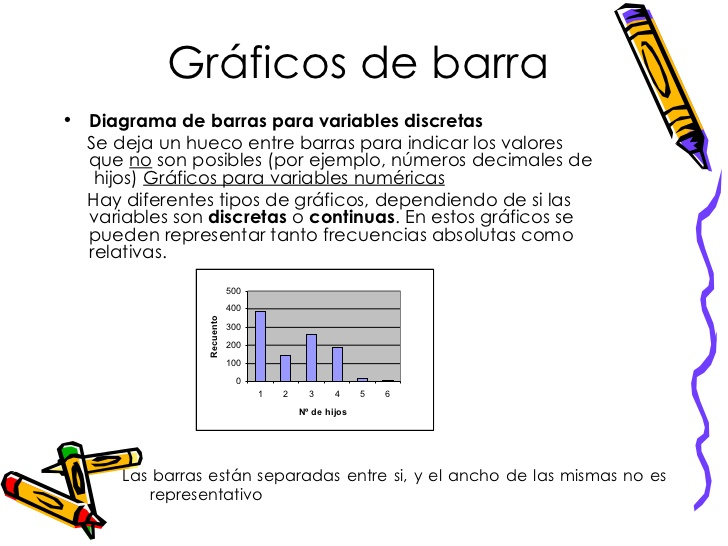 Gráficos de barra
• Diagrama de barras para variables discretas
Se deja un hueco entre barras para indicar los valores
que no son posibles (por ejemplo, números decimales de
hijos) Gráficos para variables numéricas
Hay diferentes tipos de gráficos, dependiendo de si las
variables son discretas o continuas. En estos gráficos se
pueden representar tanto frecuencias absolutas como
relativas.
500
400
300
200
100
0
Recuento
1 2 3 4 5 6
Nº de hijos
Las barras están separadas entre si, y el ancho de las mismas no es
representativo